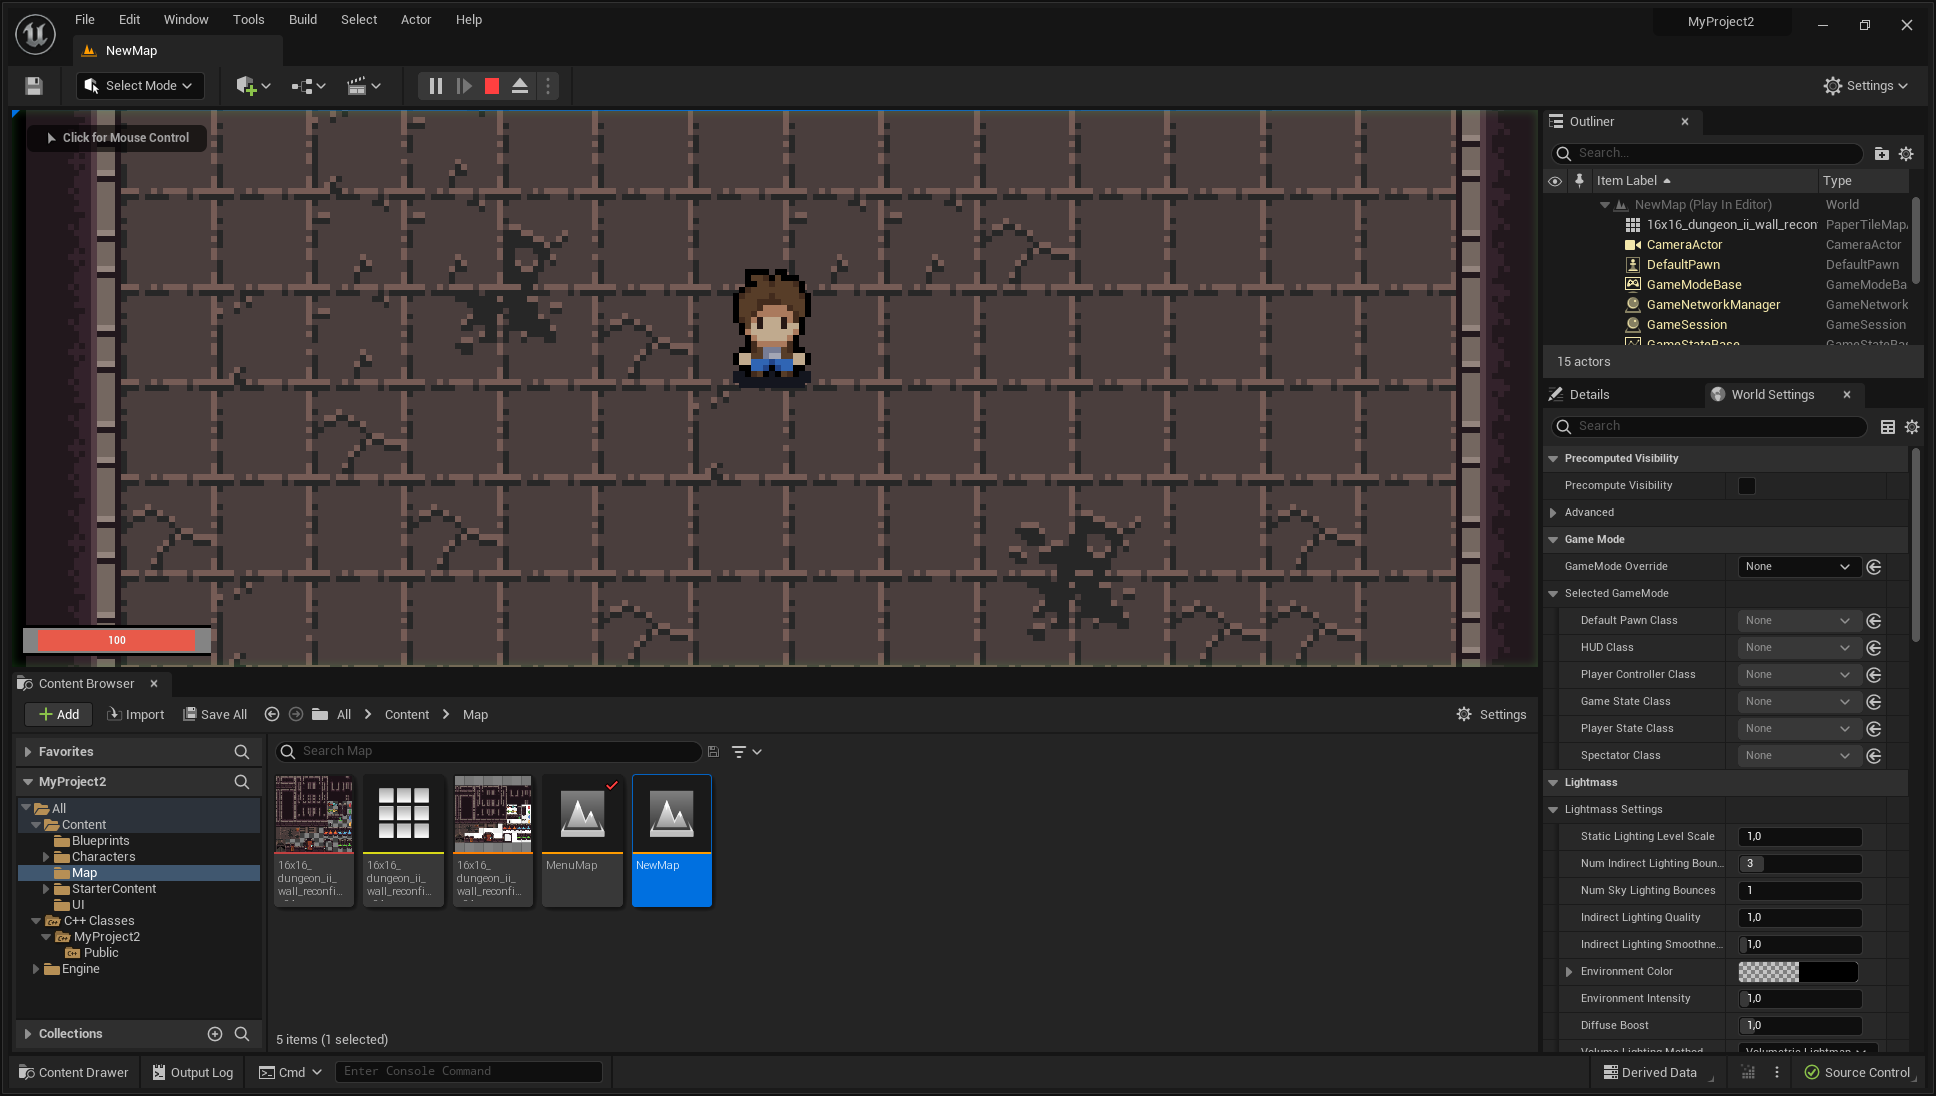 File Edit Window Tools Build Select Actor Help
MyProject2
NewMap
Select Mode
Settings
Click for Mouse Control
100
Outliner
Search...
Item Label Type
NewMap (Play In Editor) World
16x16_dungeon_ii_wall_recon PaperTileMap
CameraActor CameraActor
DefaultPawn DefaultPawn
GameModeBase GameModeBa
GameNetworkManager GameNetwork
GameSession GameSession
GameStateBase GameStateBa
15 actors
Details World Settings
Search
Precomputed Visibility
Precompute Visibility
Advanced
Game Mode
GameMode Override None
Selected GameMode
Default Pawn Class None
HUD Class None
Player Controller Class None
Game State Class None
Player State Class None
Spectator Class None
Lightmass
Lightmass Settings
Static Lighting Level Scale 1,0
Num Indirect Lighting Boun... 3
Num Sky Lighting Bounces 1
Indirect Lighting Quality 1,0
Indirect Lighting Smoothne... 1,0
Environment Color
Environment Intensity 1,0
Diffuse Boost 1,0
Volume Lighting Method Volumetric Lightmap
Content Browser
Add Import Save All All Content Map Settings
Favorites
Search Map
MyProject2
All
Content
Blueprints
Characters
Map
StarterContent
UI
C++ Classes
MyProject2
Public
Engine
Collections
16x16_
dungeon_ii_
wall_reconfi...
16x16_
dungeon_ii_
wall_reconfi...
16x16_
dungeon_ii_
wall_reconfi...
MenuMap
NewMap
5 items (1 selected)
Content Drawer Output Log Cmd Enter Console Command Derived Data Source Control